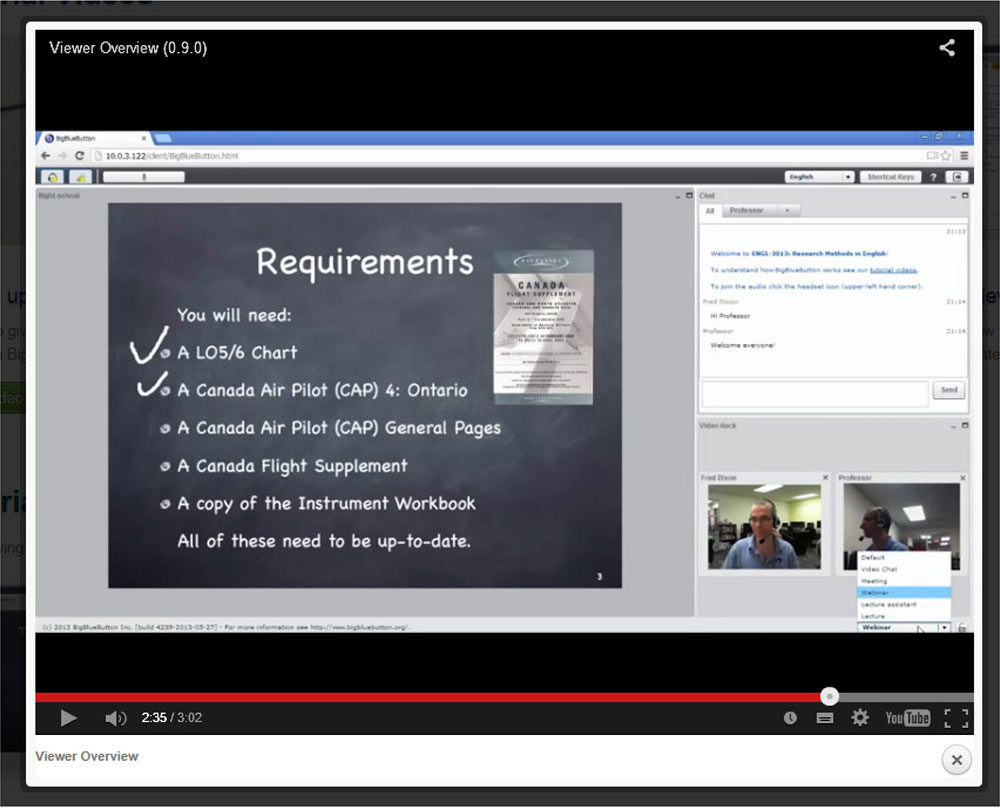 Viewer Overview (0.9.0)
BigBlueButton
10.0.3.122/client/BigBlueButton.html
English
Shortcut Keys
?
flight-school
Requirements
You will need:
A LO5/6 Chart
A Canada Air Pilot (CAP) 4: Ontario
A Canada Air Pilot (CAP) General Pages
A Canada Flight Supplement
A copy of the Instrument Workbook
All of these need to be up-to-date.
3
NAV CANADA
CANADA
FLIGHT SUPPLEMENT
Chat
All
Professor
21:13
Welcome to ENGL-2013: Research Methods in English!
To understand how BigBlueButton works see our tutorial videos.
To join the audio click the headset icon (upper-left hand corner).
Fred Dixon 21:14
Hi Professor
Professor 21:14
Welcome everyone!
Send
Video dock
Fred Dixon
Professor
Default
Video Chat
Meeting
Webinar
Lecture assistant
Lecture
Webinar
(c) 2013 BigBlueButton Inc. [build 4239-2013-05-27] - For more information see http://www.bigbluebutton.org/.
2:35 / 3:02
YouTube
Viewer Overview